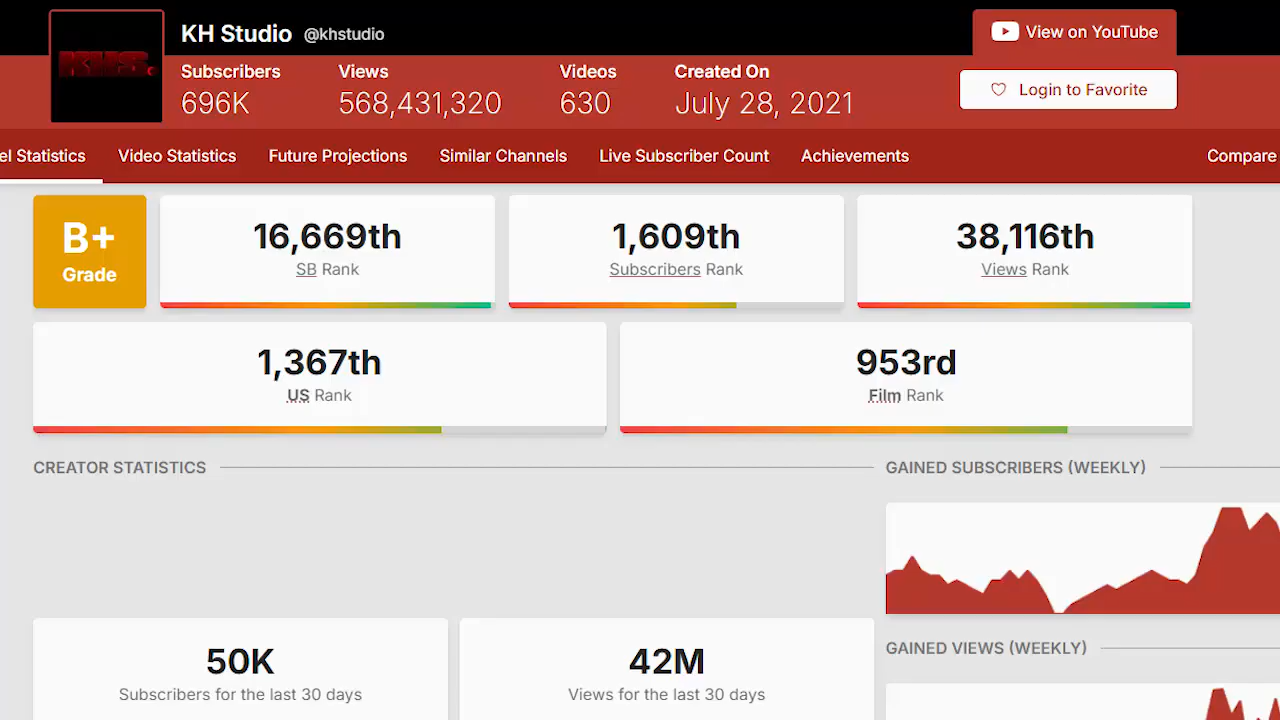 KHS.
KH Studio @khstudio
View on YouTube
Subscribers Views Videos Created On
696K 568,431,320 630 July 28, 2021
Login to Favorite
el Statistics Video Statistics Future Projections Similar Channels Live Subscriber Count Achievements Compare
B+
Grade
16,669th
SB Rank
1,609th
Subscribers Rank
38,116th
Views Rank
1,367th
US Rank
953rd
Film Rank
CREATOR STATISTICS
GAINED SUBSCRIBERS (WEEKLY)
50K
Subscribers for the last 30 days
42M
Views for the last 30 days
GAINED VIEWS (WEEKLY)